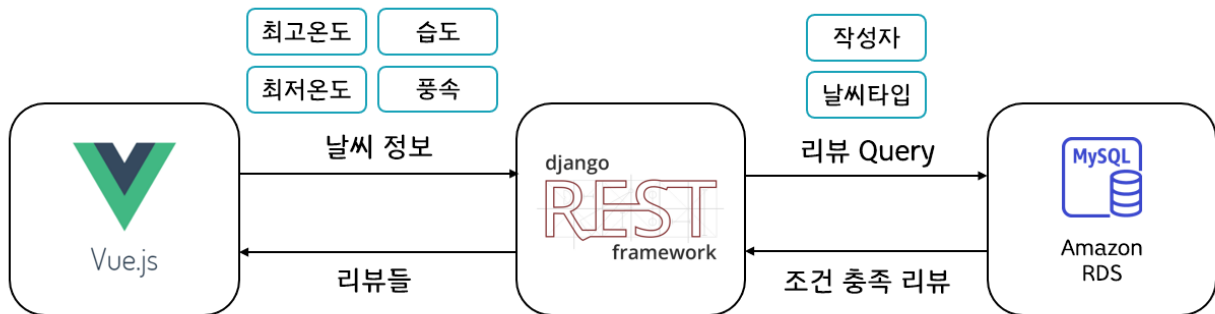 최고온도
습도
최저온도
풍속
작성자
날씨타입
날씨 정보
리뷰 Query
Vue.js
리뷰들
django
REST
framework
조건 충족 리뷰
MySQL
Amazon
RDS